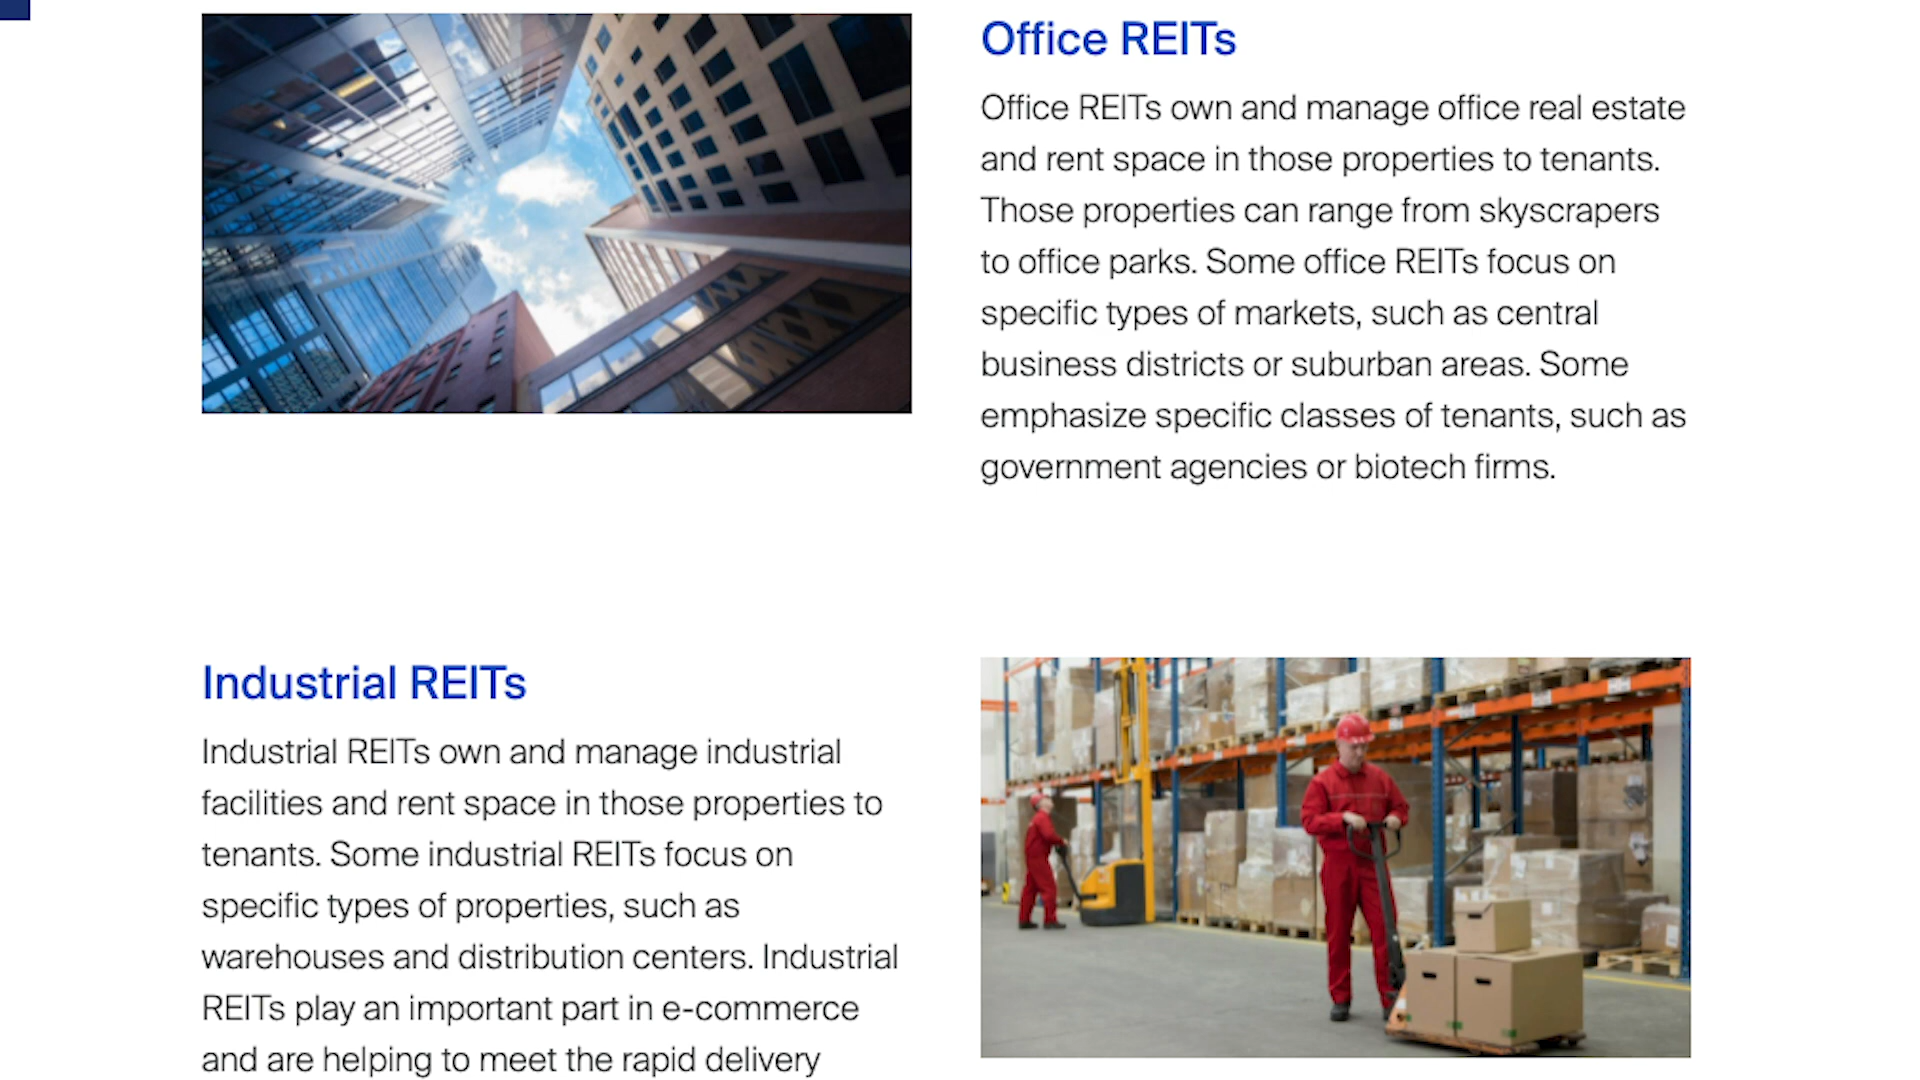 Office REITs
Office REITs own and manage office real estate
and rent space in those properties to tenants.
Those properties can range from skyscrapers
to office parks. Some office REITs focus on
specific types of markets, such as central
business districts or suburban areas. Some
emphasize specific classes of tenants, such as
government agencies or biotech firms.
Industrial REITs
Industrial REITs own and manage industrial
facilities and rent space in those properties to
tenants. Some industrial REITs focus on
specific types of properties, such as
warehouses and distribution centers. Industrial
REITs play an important part in e-commerce
and are helping to meet the rapid delivery